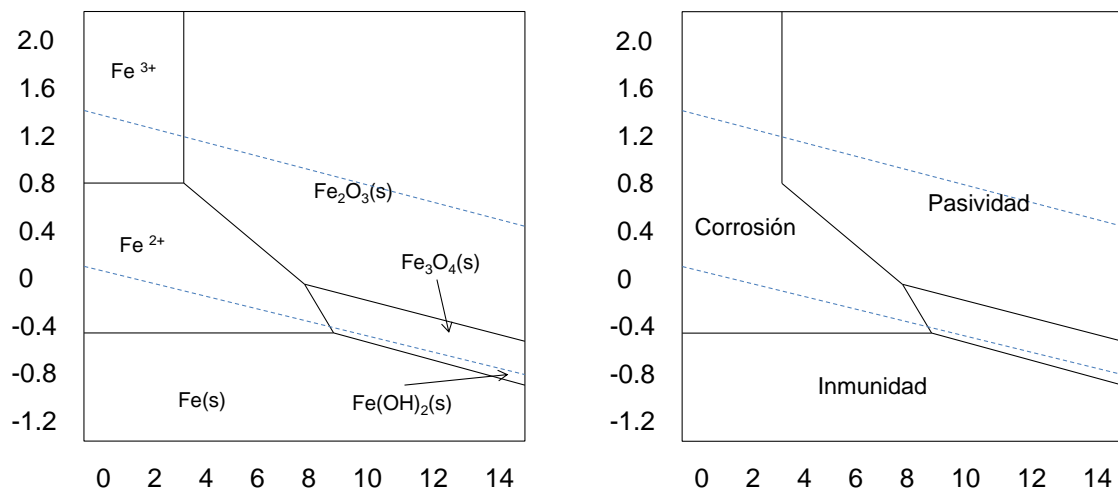 2.0
1.6
1.2
0.8
0.4
0
-0.4
-0.8
-1.2
Fe 3+
Fe2O3(s)
Fe 2+
Fe3O4(s)
Fe(s)
Fe(OH)2(s)
0 2 4 6 8 10 12 14
2.0
1.6
1.2
0.8
0.4
0
-0.4
-0.8
-1.2
Pasividad
Corrosión
Inmunidad
0 2 4 6 8 10 12 14